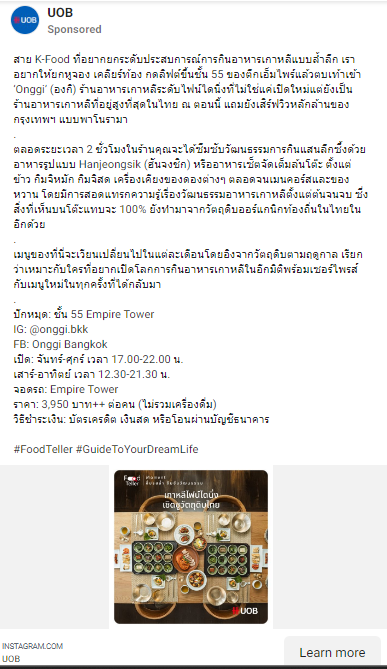 UOB
UOB
Sponsored
สาย K-Food ที่อยากยกระดับประสบการณ์การกินอาหารเกาหลีแบบล้ำลึก เรา
อยากให้ยกหูจอง เคลียร์ท้อง กดลิฟต์ขึ้นชั้น 55 ของตึกเอ็มไพร์แล้วตบเท้าเข้า
'Onggi' (องกี) ร้านอาหารเกาหลีระดับไฟน์ไดนิ่งที่ไม่ใช่แค่เปิดใหม่แต่ยังเป็น
ร้านอาหารเกาหลีที่อยู่สูงที่สุดในไทย ณ ตอนนี้ แถมยังเสิร์ฟวิวหลักล้านของ
กรุงเทพฯ แบบพาโนรามา
.
ตลอดระยะเวลา 2 ชั่วโมงในร้านคุณจะได้ซึมซับวัฒนธรรมการกินแสนลึกซึ้งด้วย
อาหารรูปแบบ Hanjeongsik (ฮันจองชิก) หรืออาหารเซ็ตจัดเต็มล้นโต๊ะ ตั้งแต่
ข้าว กิมจิหมัก กิมจิสด เครื่องเคียงของดองต่างๆ ตลอดจนเมนคอร์สและของ
หวาน โดยมีการสอดแทรกความรู้เรื่องวัฒนธรรมอาหารเกาหลีตั้งแต่ต้นจนจบ ซึ่ง
สิ่งที่เห็นบนโต๊ะแทบจะ 100% ยังทำมาจากวัตถุดิบออร์แกนิกท้องถิ่นในไทยใน
อีกด้วย
.
เมนูของที่นี่จะเวียนเปลี่ยนไปในแต่ละเดือนโดยอิงจากวัตถุดิบตามฤดูกาล เรียก
ว่าเหมาะกับใครที่อยากเปิดโลกการกินอาหารเกาหลีในอีกมิติพร้อมเซอร์ไพรส์
กับเมนูใหม่ในทุกครั้งที่ได้กลับมา
.
ปักหมุด: ชั้น 55 Empire Tower
IG: @onggi.bkk
FB: Onggi Bangkok
เปิด: จันทร์-ศุกร์ เวลา 17.00-22.00 น.
เสาร์-อาทิตย์ เวลา 12.30-21.30 น.
จอดรถ: Empire Tower
ราคา: 3,950 บาท++ ต่อคน (ไม่รวมเครื่องดื่ม)
วิธีชำระเงิน: บัตรเครดิต เงินสด หรือโอนผ่านบัญชีธนาคาร
#FoodTeller #GuideToYourDreamLife
Food
Teller
เกาหลีไฟน์ไดนิ่ง
เชิดชูวัตถุดิบไทย
UOB
INSTAGRAM.COM
UOB
Learn more